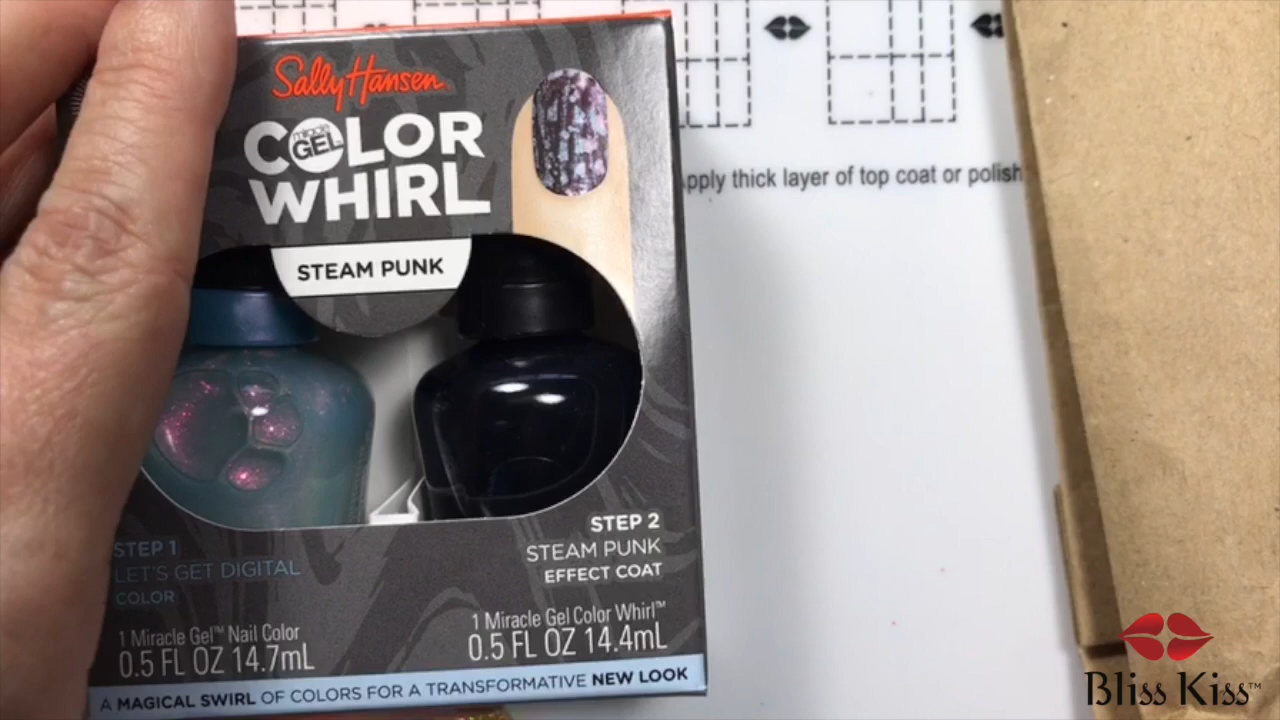 Sally Hansen
miracle
GEL
COLOR
WHIRL
STEAM PUNK
STEP 1
LET'S GET DIGITAL
COLOR
1 Miracle Gel™ Nail Color
0.5 FL OZ 14.7mL
STEP 2
STEAM PUNK
EFFECT COAT
1 Miracle Gel Color Whirl™
0.5 FL OZ 14.4mL
A MAGICAL SWIRL OF COLORS FOR A TRANSFORMATIVE NEW LOOK
pply thick layer of top coat or polish
Bliss Kiss™